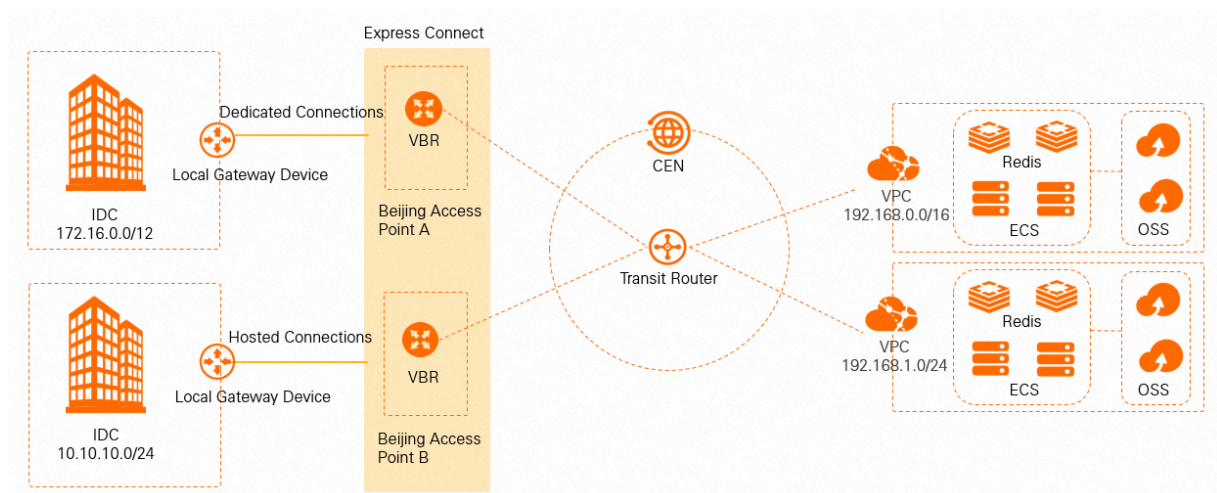 Express Connect
Dedicated Connections
VBR
Local Gateway Device
IDC
172.16.0.0/12
Beijing Access
Point A
Hosted Connections
VBR
Local Gateway Device
IDC
10.10.10.0/24
Beijing Access
Point B
CEN
Transit Router
VPC
192.168.0.0/16
Redis
ECS
OSS
VPC
192.168.1.0/24
Redis
ECS
OSS